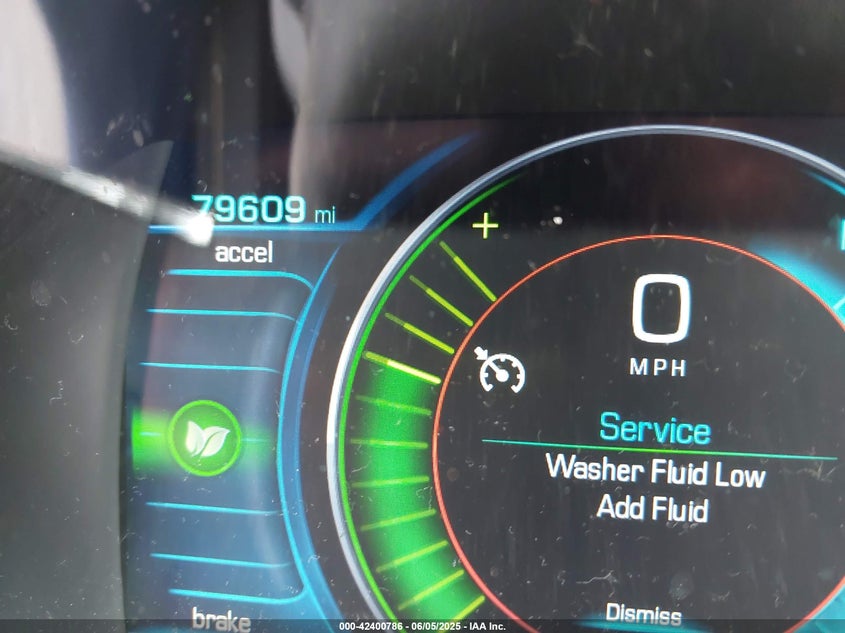 79609 mi
accel
+
0
MPH
Service
Washer Fluid Low
Add Fluid
Dismiss
brake
000-42400786 - 06/05/2025 - IAA Inc.